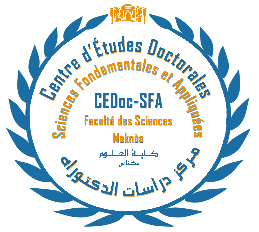 Centre d'Études Doctorales
Sciences Fondamentales et Appliquées
CEDoc-SFA
Faculté des Sciences
Meknès
كلية العلوم
مكناس
مركز دراسات الدكتوراه